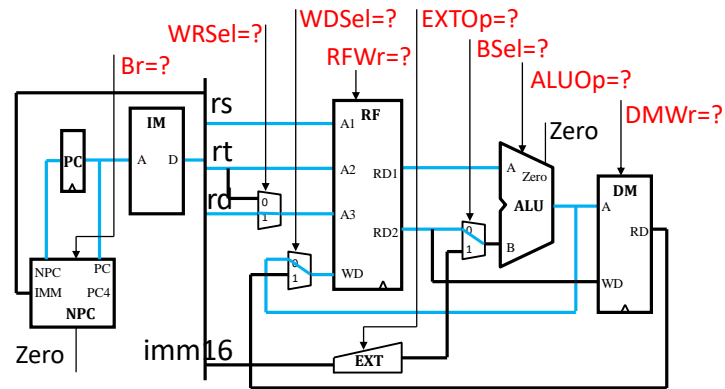 WRSel=?
WDSel=?
EXTOp=?
BSel=?
RFWr=?
ALUOp=?
DMWr=?
Br=?
rs
rt
rd
imm16
Zero
Zero
PC
IM
A
D
NPC
PC
IMM
PC4
NPC
0
1
0
1
RF
A1
A2
A3
WD
RD1
RD2
EXT
0
1
A
Zero
ALU
B
DM
A
RD
WD